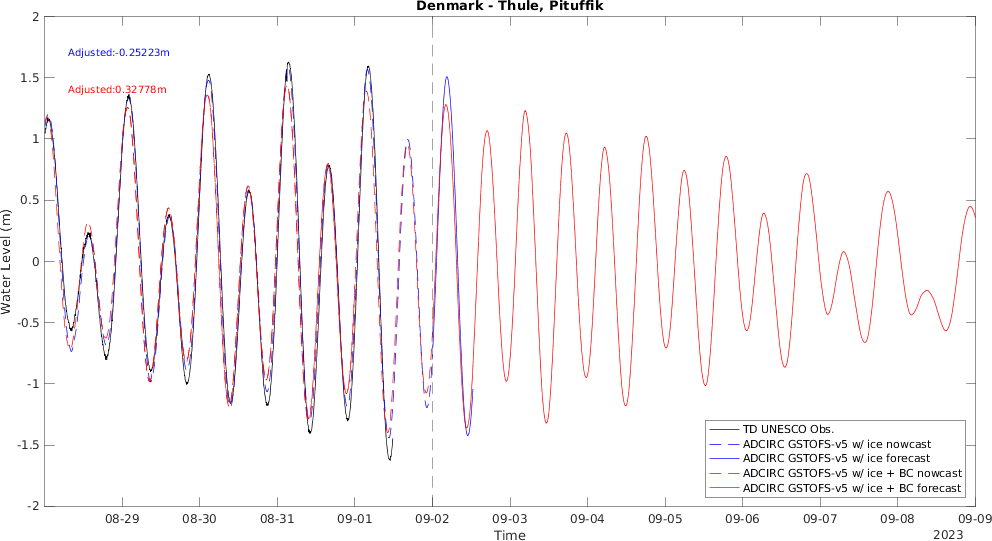 Denmark - Thule, Pituffik
Adjusted:-0.25223m
Adjusted:0.32778m
Water Level (m)
2
1.5
1
0.5
0
-0.5
-1
-1.5
-2
TD UNESCO Obs.
ADCIRC GSTOFS-v5 w/ ice nowcast
ADCIRC GSTOFS-v5 w/ ice forecast
ADCIRC GSTOFS-v5 w/ ice + BC nowcast
ADCIRC GSTOFS-v5 w/ ice + BC forecast
08-29 08-30 08-31 09-01 09-02 09-03 09-04 09-05 09-06 09-07 09-08 09-09
Time
2023